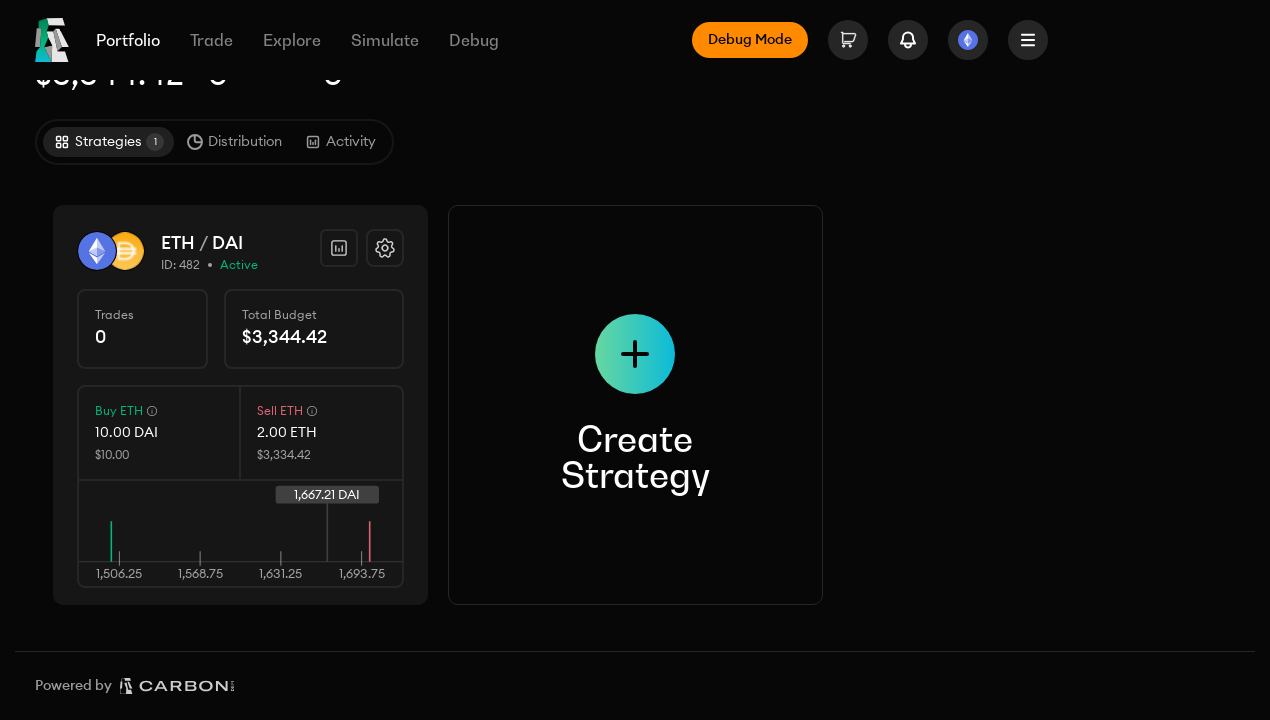 Portfolio Trade Explore Simulate Debug Debug Mode
Strategies 1 Distribution Activity
ETH / DAI
ID: 482 • Active
Trades
0
Total Budget
$3,344.42
Buy ETH
10.00 DAI
$10.00
Sell ETH
2.00 ETH
$3,334.42
1,667.21 DAI
1,506.25 1,568.75 1,631.25 1,693.75
Create
Strategy
Powered by CARBON DEFI